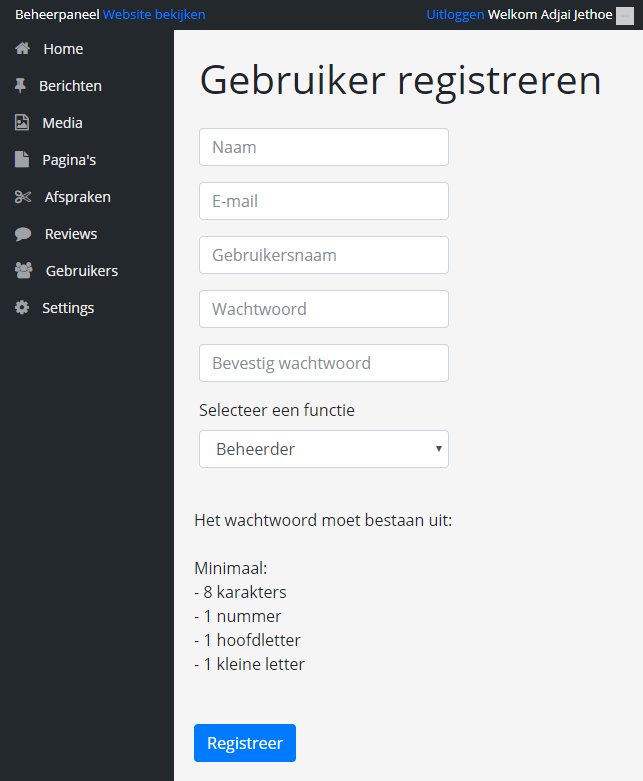 Beheerpaneel Website bekijken
Uitloggen Welkom Adjai Jethoe
Home
Berichten
Media
Pagina's
Afspraken
Reviews
Gebruikers
Settings
Gebruiker registreren
Naam
E-mail
Gebruikersnaam
Wachtwoord
Bevestig wachtwoord
Selecteer een functie
Beheerder
Het wachtwoord moet bestaan uit:
Minimaal:
- 8 karakters
- 1 nummer
- 1 hoofdletter
- 1 kleine letter
Registreer